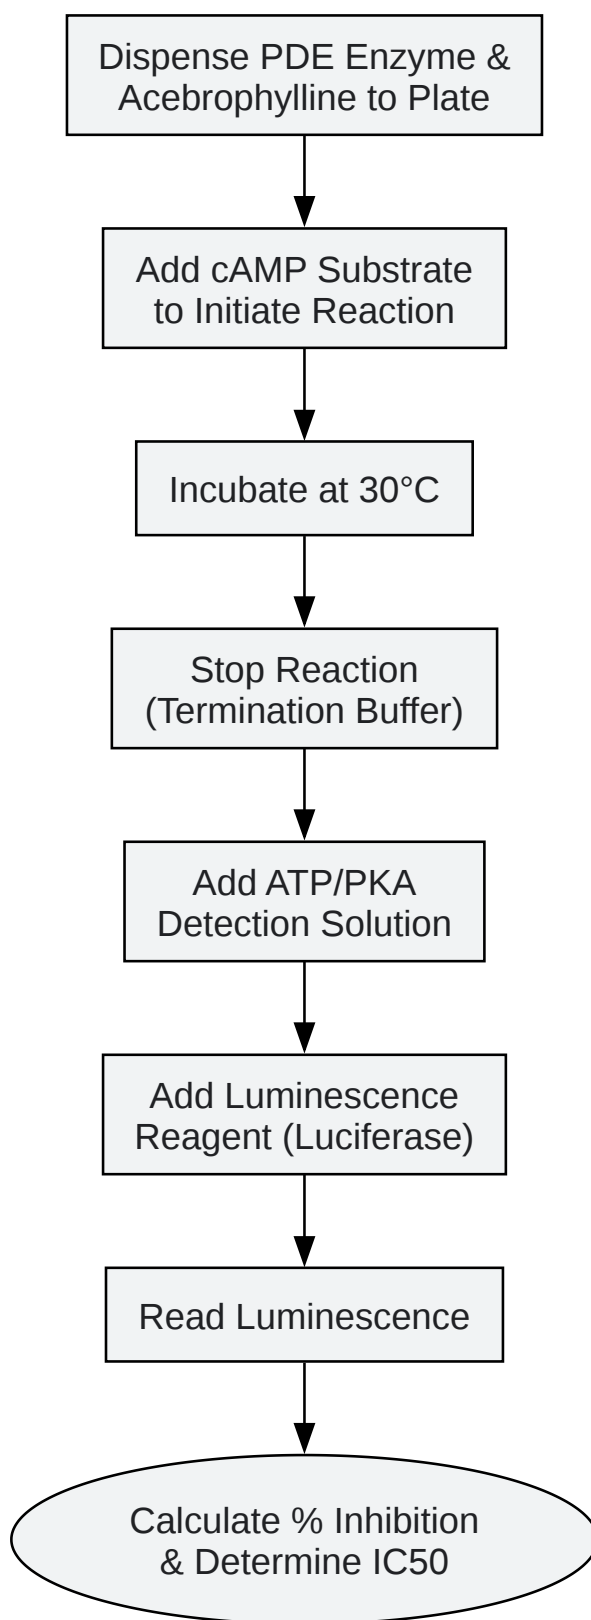 Dispense PDE Enzyme &
Acebrophylline to Plate
Add cAMP Substrate
to Initiate Reaction
Incubate at 30°C
Stop Reaction
(Termination Buffer)
Add ATP/PKA
Detection Solution
Add Luminescence
Reagent (Luciferase)
Read Luminescence
Calculate % Inhibition
& Determine IC50